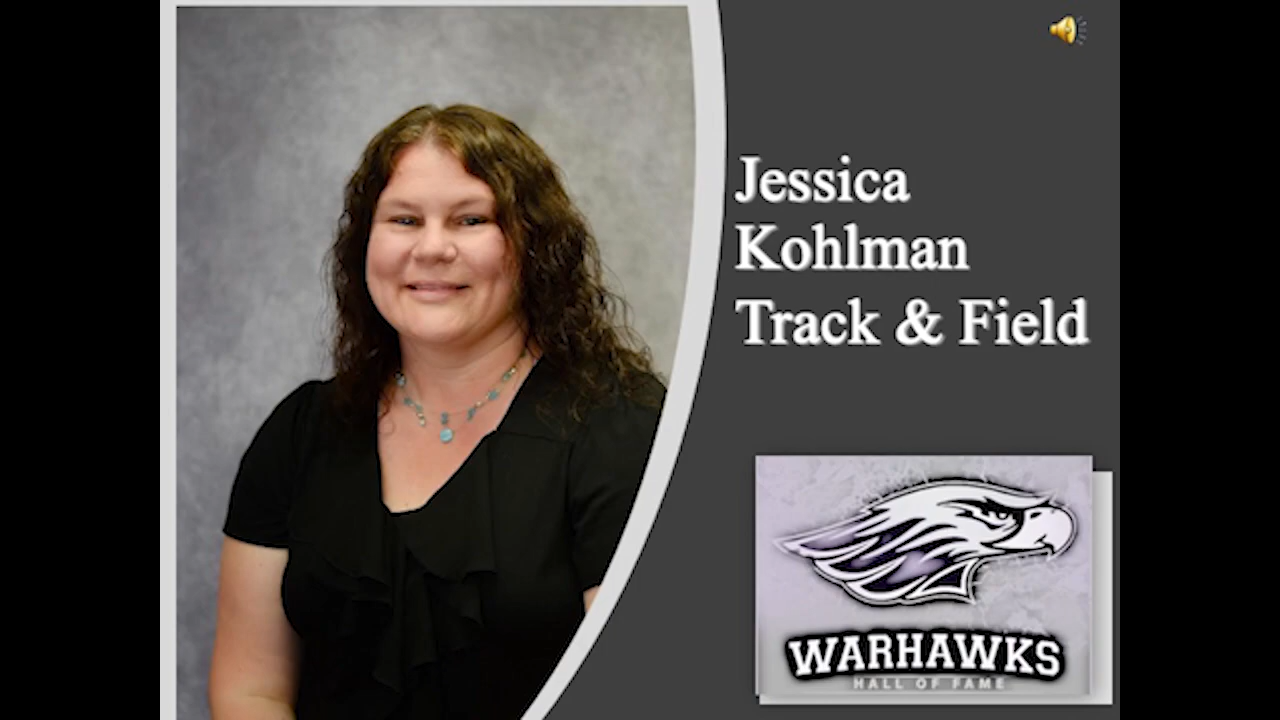 Jessica
Kohlman
Track & Field
WARHAWKS
HALL OF FAME